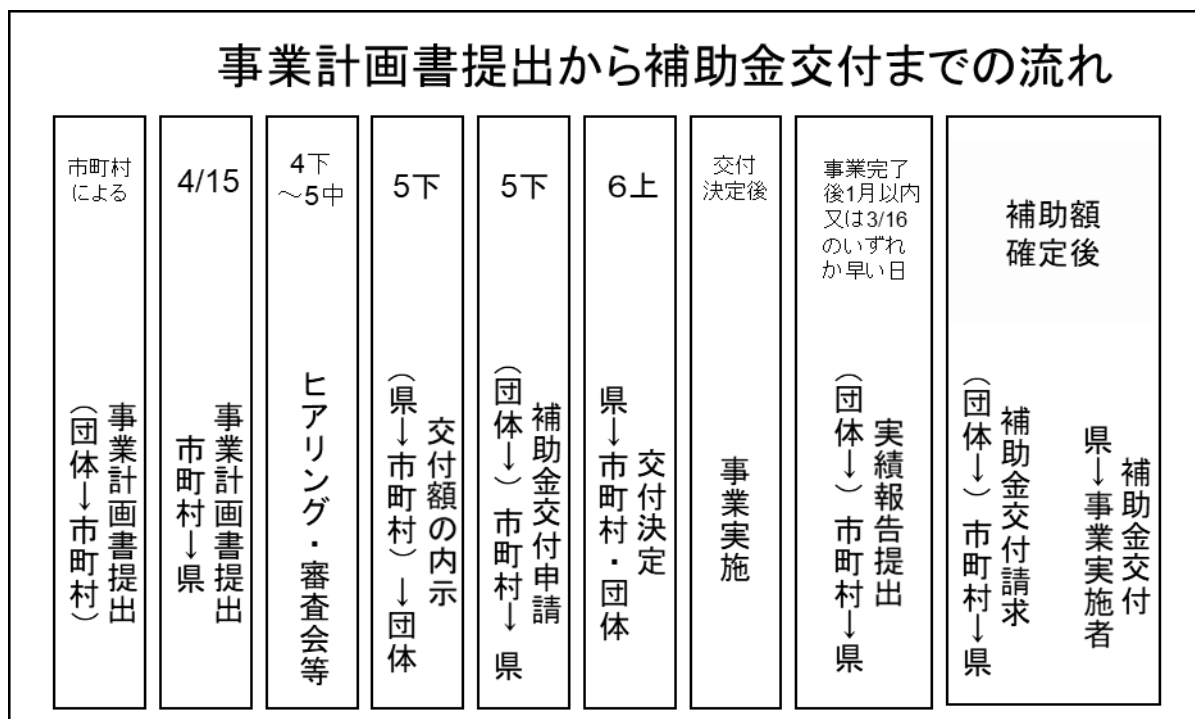 事業計画書提出から補助金交付までの流れ
市町村
による
事業計画書提出
（団体→市町村）
4/15
事業計画書提出
市町村→県
4下
～5中
ヒアリング・審査会等
5下
交付額の内示
（県→市町村）→団体
5下
補助金交付申請
（団体→）市町村→県
6上
交付決定
県→市町村・団体
交付
決定後
事業実施
事業完了
後1月以内
又は3/16
のいずれ
か早い日
実績報告提出
（団体→）市町村→県
補助額
確定後
補助金交付請求
（団体→）市町村→県
補助金交付
県→事業実施者